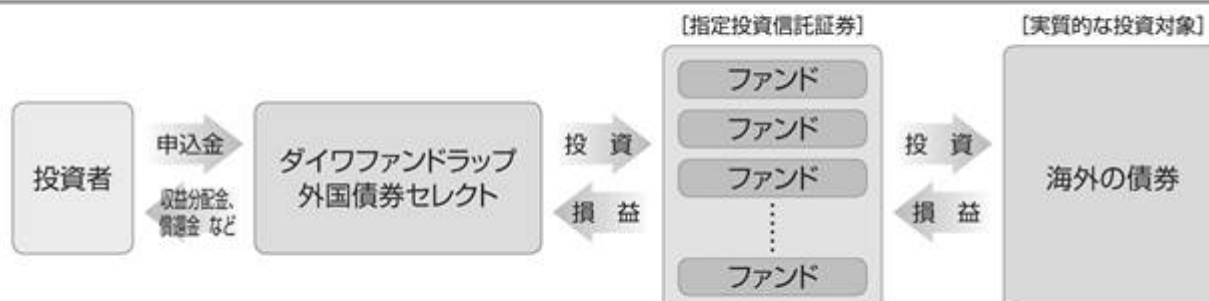 [指定投資信託証券]
[実質的な投資対象]
投資者
申込金
収益分配金、
償還金 など
ダイワファンドラップ
外国債券セレクト
投 資
損 益
ファンド
ファンド
ファンド
ファンド
投 資
損 益
海外の債券